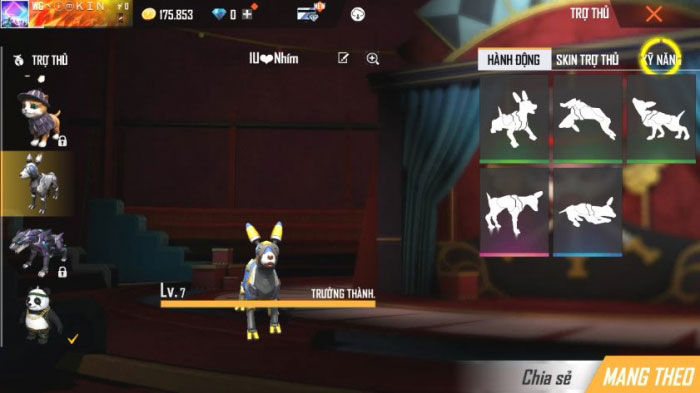 175.853
0
TRỢ THỦ
TRỢ THỦ
IU❤Nhím
HÀNH ĐỘNG
SKIN TRỢ THỦ
KỸ NĂNG
Lv. 7
TRƯỞNG THÀNH.
Chia sẻ
MANG THEO